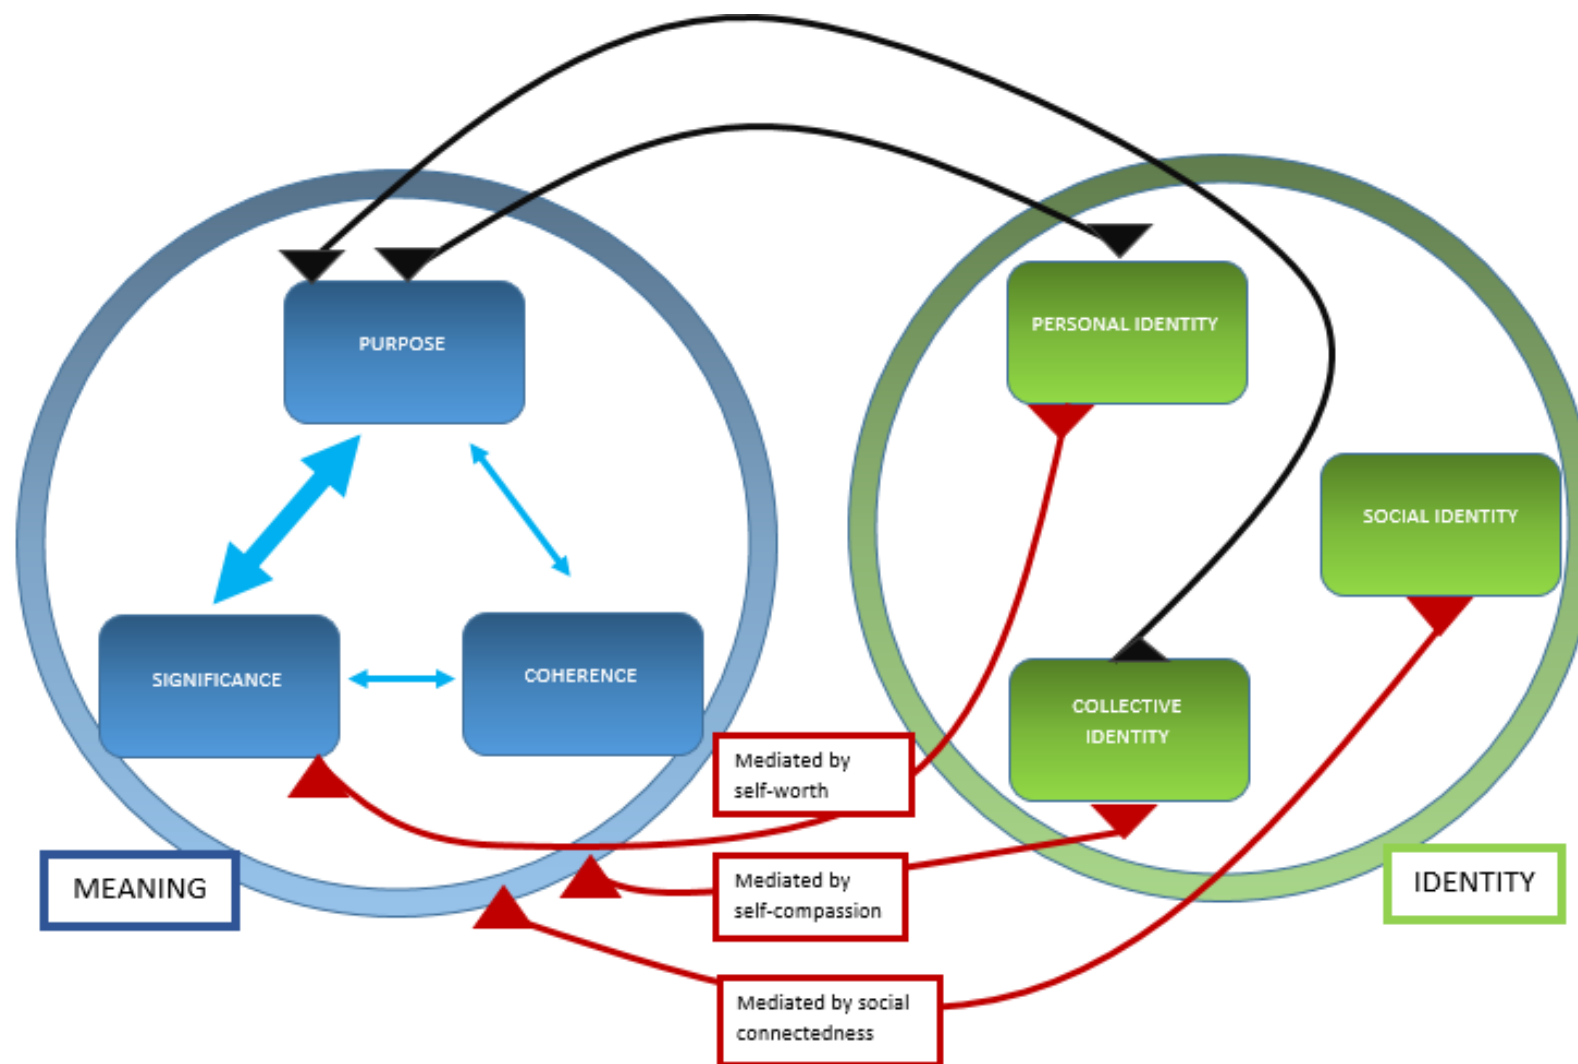 PURPOSE
SIGNIFICANCE
COHERENCE
MEANING
PERSONAL IDENTITY
SOCIAL IDENTITY
COLLECTIVE
IDENTITY
IDENTITY
Mediated by
self-worth
Mediated by
self-compassion
Mediated by social
connectedness